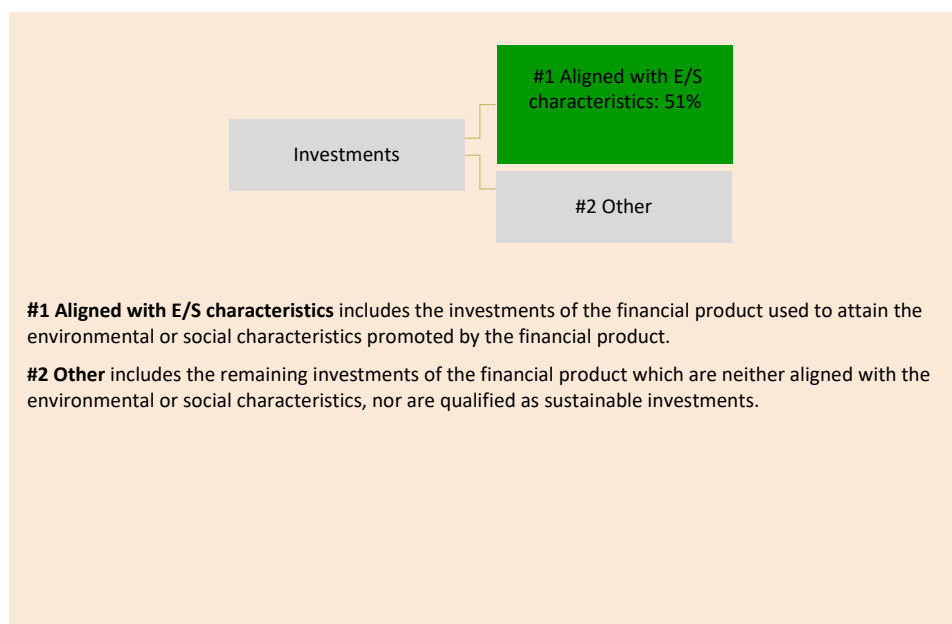 #1 Aligned with E/S
characteristics: 51%
Investments
#2 Other
#1 Aligned with E/S characteristics includes the investments of the financial product used to attain the
environmental or social characteristics promoted by the financial product.
#2 Other includes the remaining investments of the financial product which are neither aligned with the
environmental or social characteristics, nor are qualified as sustainable investments.